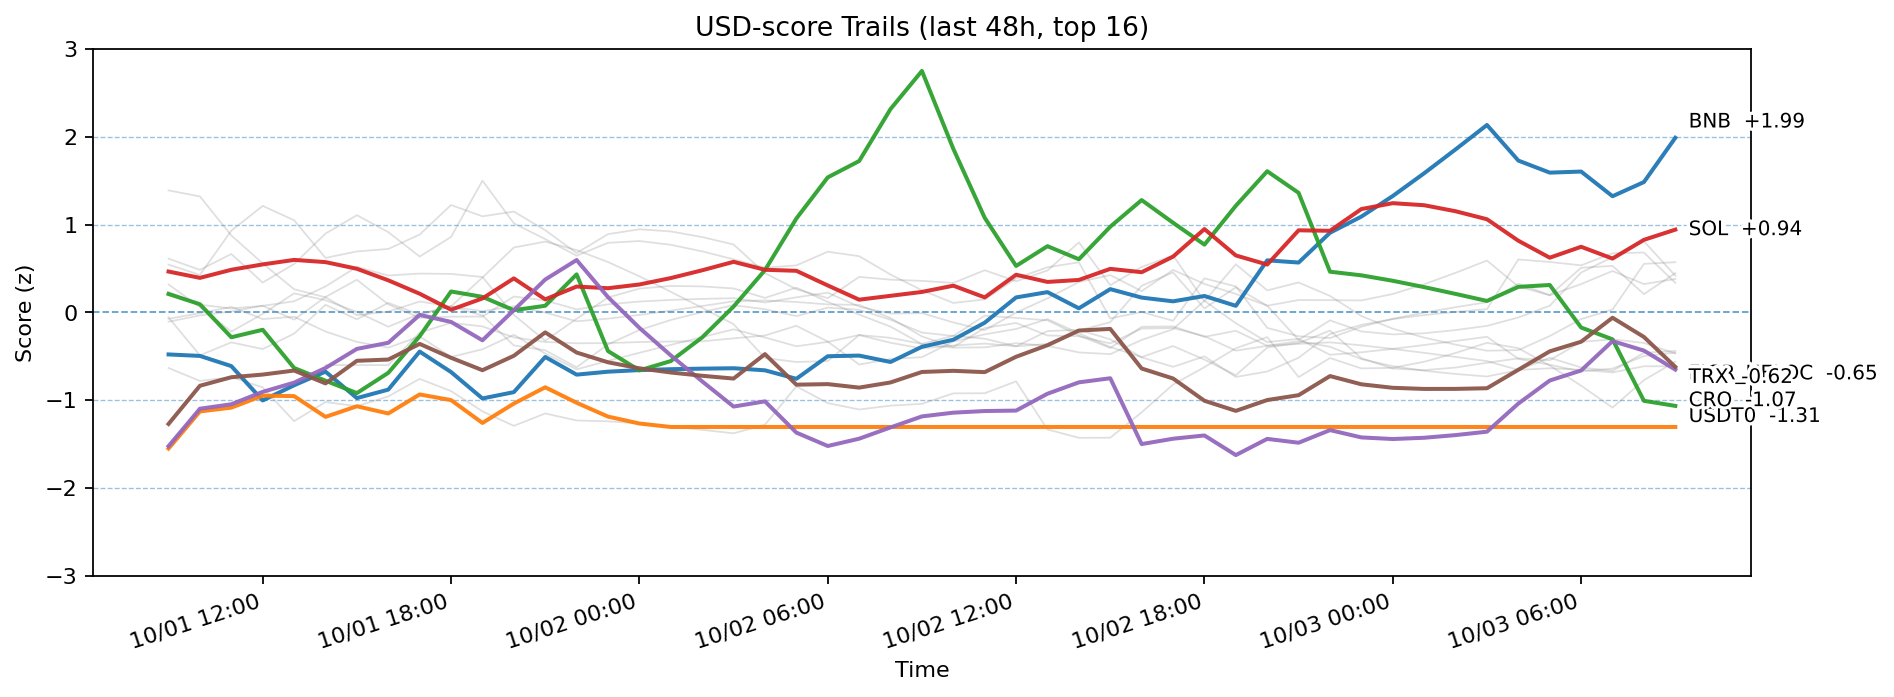 USD-score Trails (last 48h, top 16)
Score (z)
3
2
1
0
−1
−2
−3
BNB +1.99
SOL +0.94
-0.65
TRX -0.62
CRO -1.07
USDT0 -1.31
10/01 12:00
10/01 18:00
10/02 00:00
10/02 06:00
10/02 12:00
10/02 18:00
10/03 00:00
10/03 06:00
Time